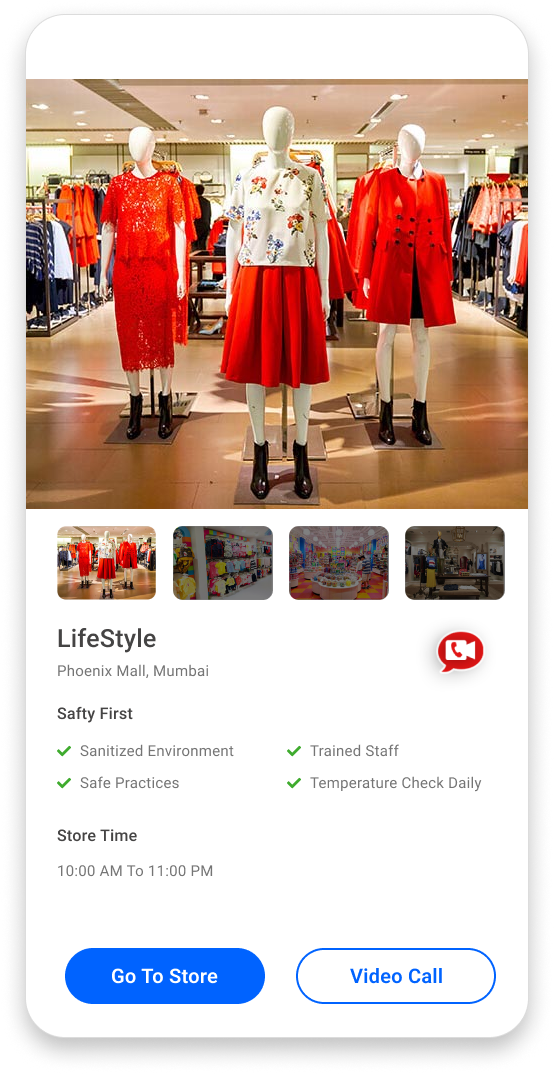 LifeStyle
Phoenix Mall, Mumbai
Safty First
Sanitized Environment
Trained Staff
Safe Practices
Temperature Check Daily
Store Time
10:00 AM To 11:00 PM
Go To Store
Video Call